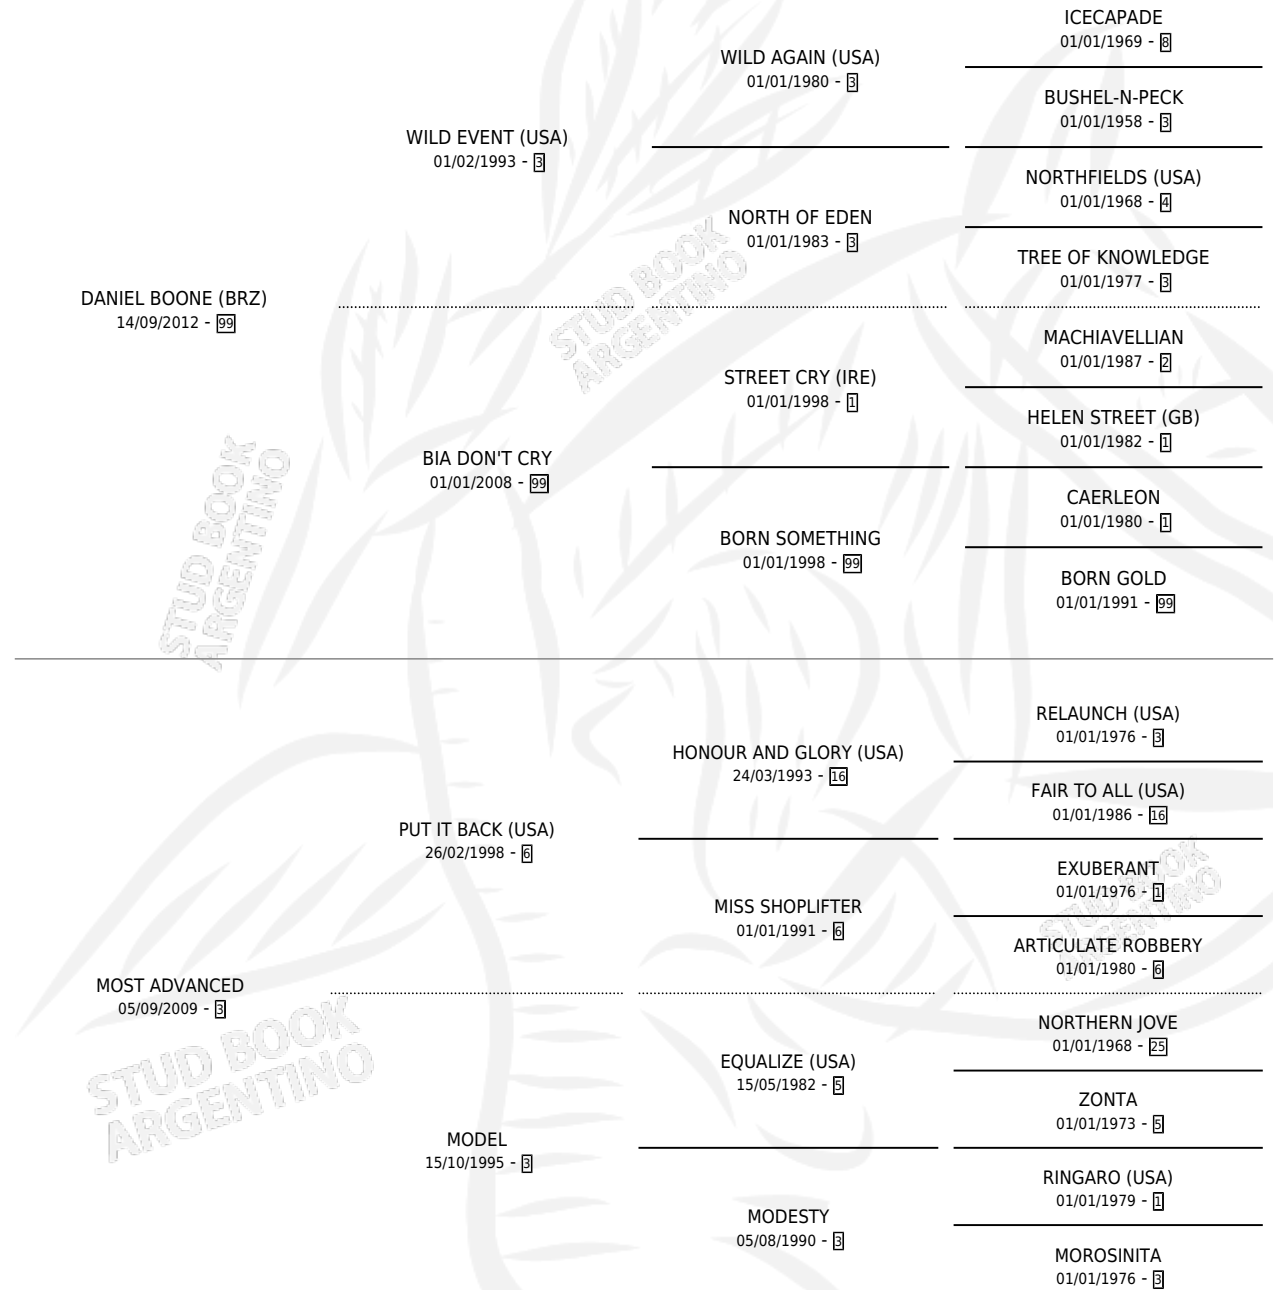 ICECAPADE
01/01/1969 - 8
WILD AGAIN (USA)
01/01/1980 - 3
BUSHEL-N-PECK
01/01/1958 - 3
WILD EVENT (USA)
01/02/1993 - 3
NORTHFIELDS (USA)
01/01/1968 - 4
NORTH OF EDEN
01/01/1983 - 3
TREE OF KNOWLEDGE
01/01/1977 - 3
DANIEL BOONE (BRZ)
14/09/2012 - 99
STUD BOOK
ARGENTINO
MACHIAVELLIAN
01/01/1987 - 2
STREET CRY (IRE)
01/01/1998 - 1
HELEN STREET (GB)
01/01/1982 - 1
BIA DON'T CRY
01/01/2008 - 99
CAERLEON
01/01/1980 - 1
BORN SOMETHING
01/01/1998 - 99
BORN GOLD
01/01/1991 - 99
STUD BOOK
ARGENTINO
RELAUNCH (USA)
01/01/1976 - 3
HONOUR AND GLORY (USA)
24/03/1993 - 16
FAIR TO ALL (USA)
01/01/1986 - 16
PUT IT BACK (USA)
26/02/1998 - 6
EXUBERANT
01/01/1976 - 1
MISS SHOPLIFTER
01/01/1991 - 6
STUD BOOK
ARGENTINO
ARTICULATE ROBBERY
01/01/1980 - 6
MOST ADVANCED
05/09/2009 - 3
NORTHERN JOVE
01/01/1968 - 25
EQUALIZE (USA)
15/05/1982 - 5
STUD BOOK
ARGENTINO
ZONTA
01/01/1973 - 5
MODEL
15/10/1995 - 3
RINGARO (USA)
01/01/1979 - 1
MODESTY
05/08/1990 - 3
MOROSINITA
01/01/1976 - 3